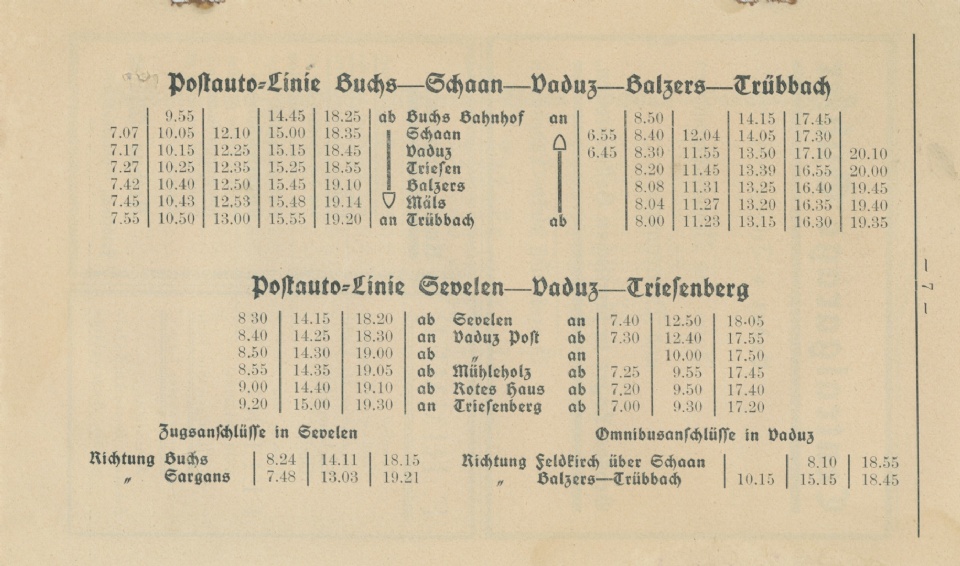 Postauto-Linie Buchs—Schaan—Vaduz—Balzers—Trübbach
9.55 14.45 18.25 ab Buchs Bahnhof an 8.50 14.15 17.45
7.07 10.05 12.10 15.00 18.35 Schaan 6.55 8.40 12.04 14.05 17.30
7.17 10.15 12.25 15.15 18.45 Vaduz 6.45 8.30 11.55 13.50 17.10 20.10
7.27 10.25 12.35 15.25 18.55 Triesen 8.20 11.45 13.39 16.55 20.00
7.42 10.40 12.50 15.45 19.10 Balzers 8.08 11.31 13.25 16.40 19.45
7.45 10.43 12.53 15.48 19.14 Mäls 8.04 11.27 13.20 16.35 19.40
7.55 10.50 13.00 15.55 19.20 an Trübbach ab 8.00 11.23 13.15 16.30 19.35
— 7 —
Postauto-Linie Sevelen—Vaduz—Triesenberg
8 30 14.15 18.20 ab Sevelen an 7.40 12.50 18·05
8.40 14.25 18.30 an Vaduz Post ab 7.30 12.40 17.55
8.50 14.30 19.00 ab „ an 10.00 17.50
8.55 14.35 19.05 ab Mühleholz ab 7.25 9.55 17.45
9.00 14.40 19.10 ab Rotes Haus ab 7.20 9.50 17.40
9.20 15.00 19.30 an Triesenberg ab 7.00 9.30 17.20
Zugsanschlüsse in Sevelen
Richtung Buchs 8.24 14.11 18.15
„ Sargans 7.48 13.03 19.21
Omnibusanschlüsse in Vaduz
Richtung Feldkirch über Schaan 8.10 18.55
„ Balzers—Trübbach 10.15 15.15 18.45